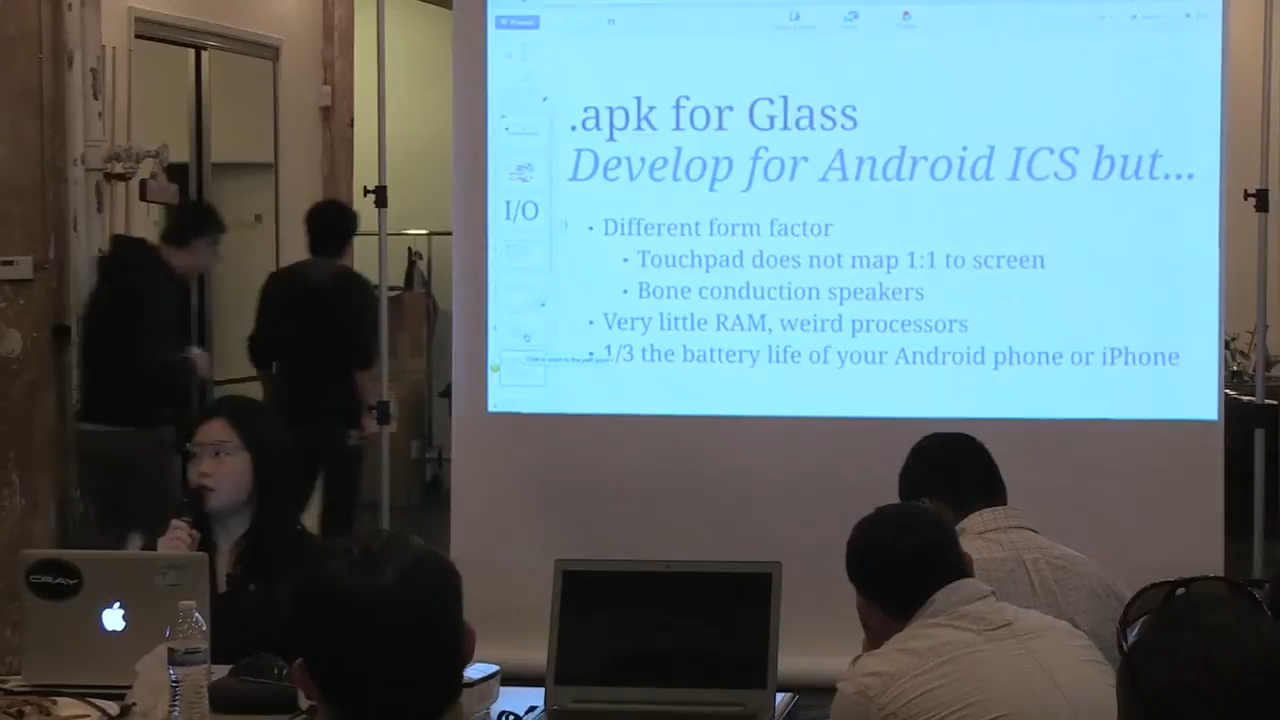 .apk for Glass
Develop for Android ICS but...
I/O
• Different form factor
• Touchpad does not map 1:1 to screen
• Bone conduction speakers
• Very little RAM, weird processors
• 1/3 the battery life of your Android phone or iPhone
CRAY